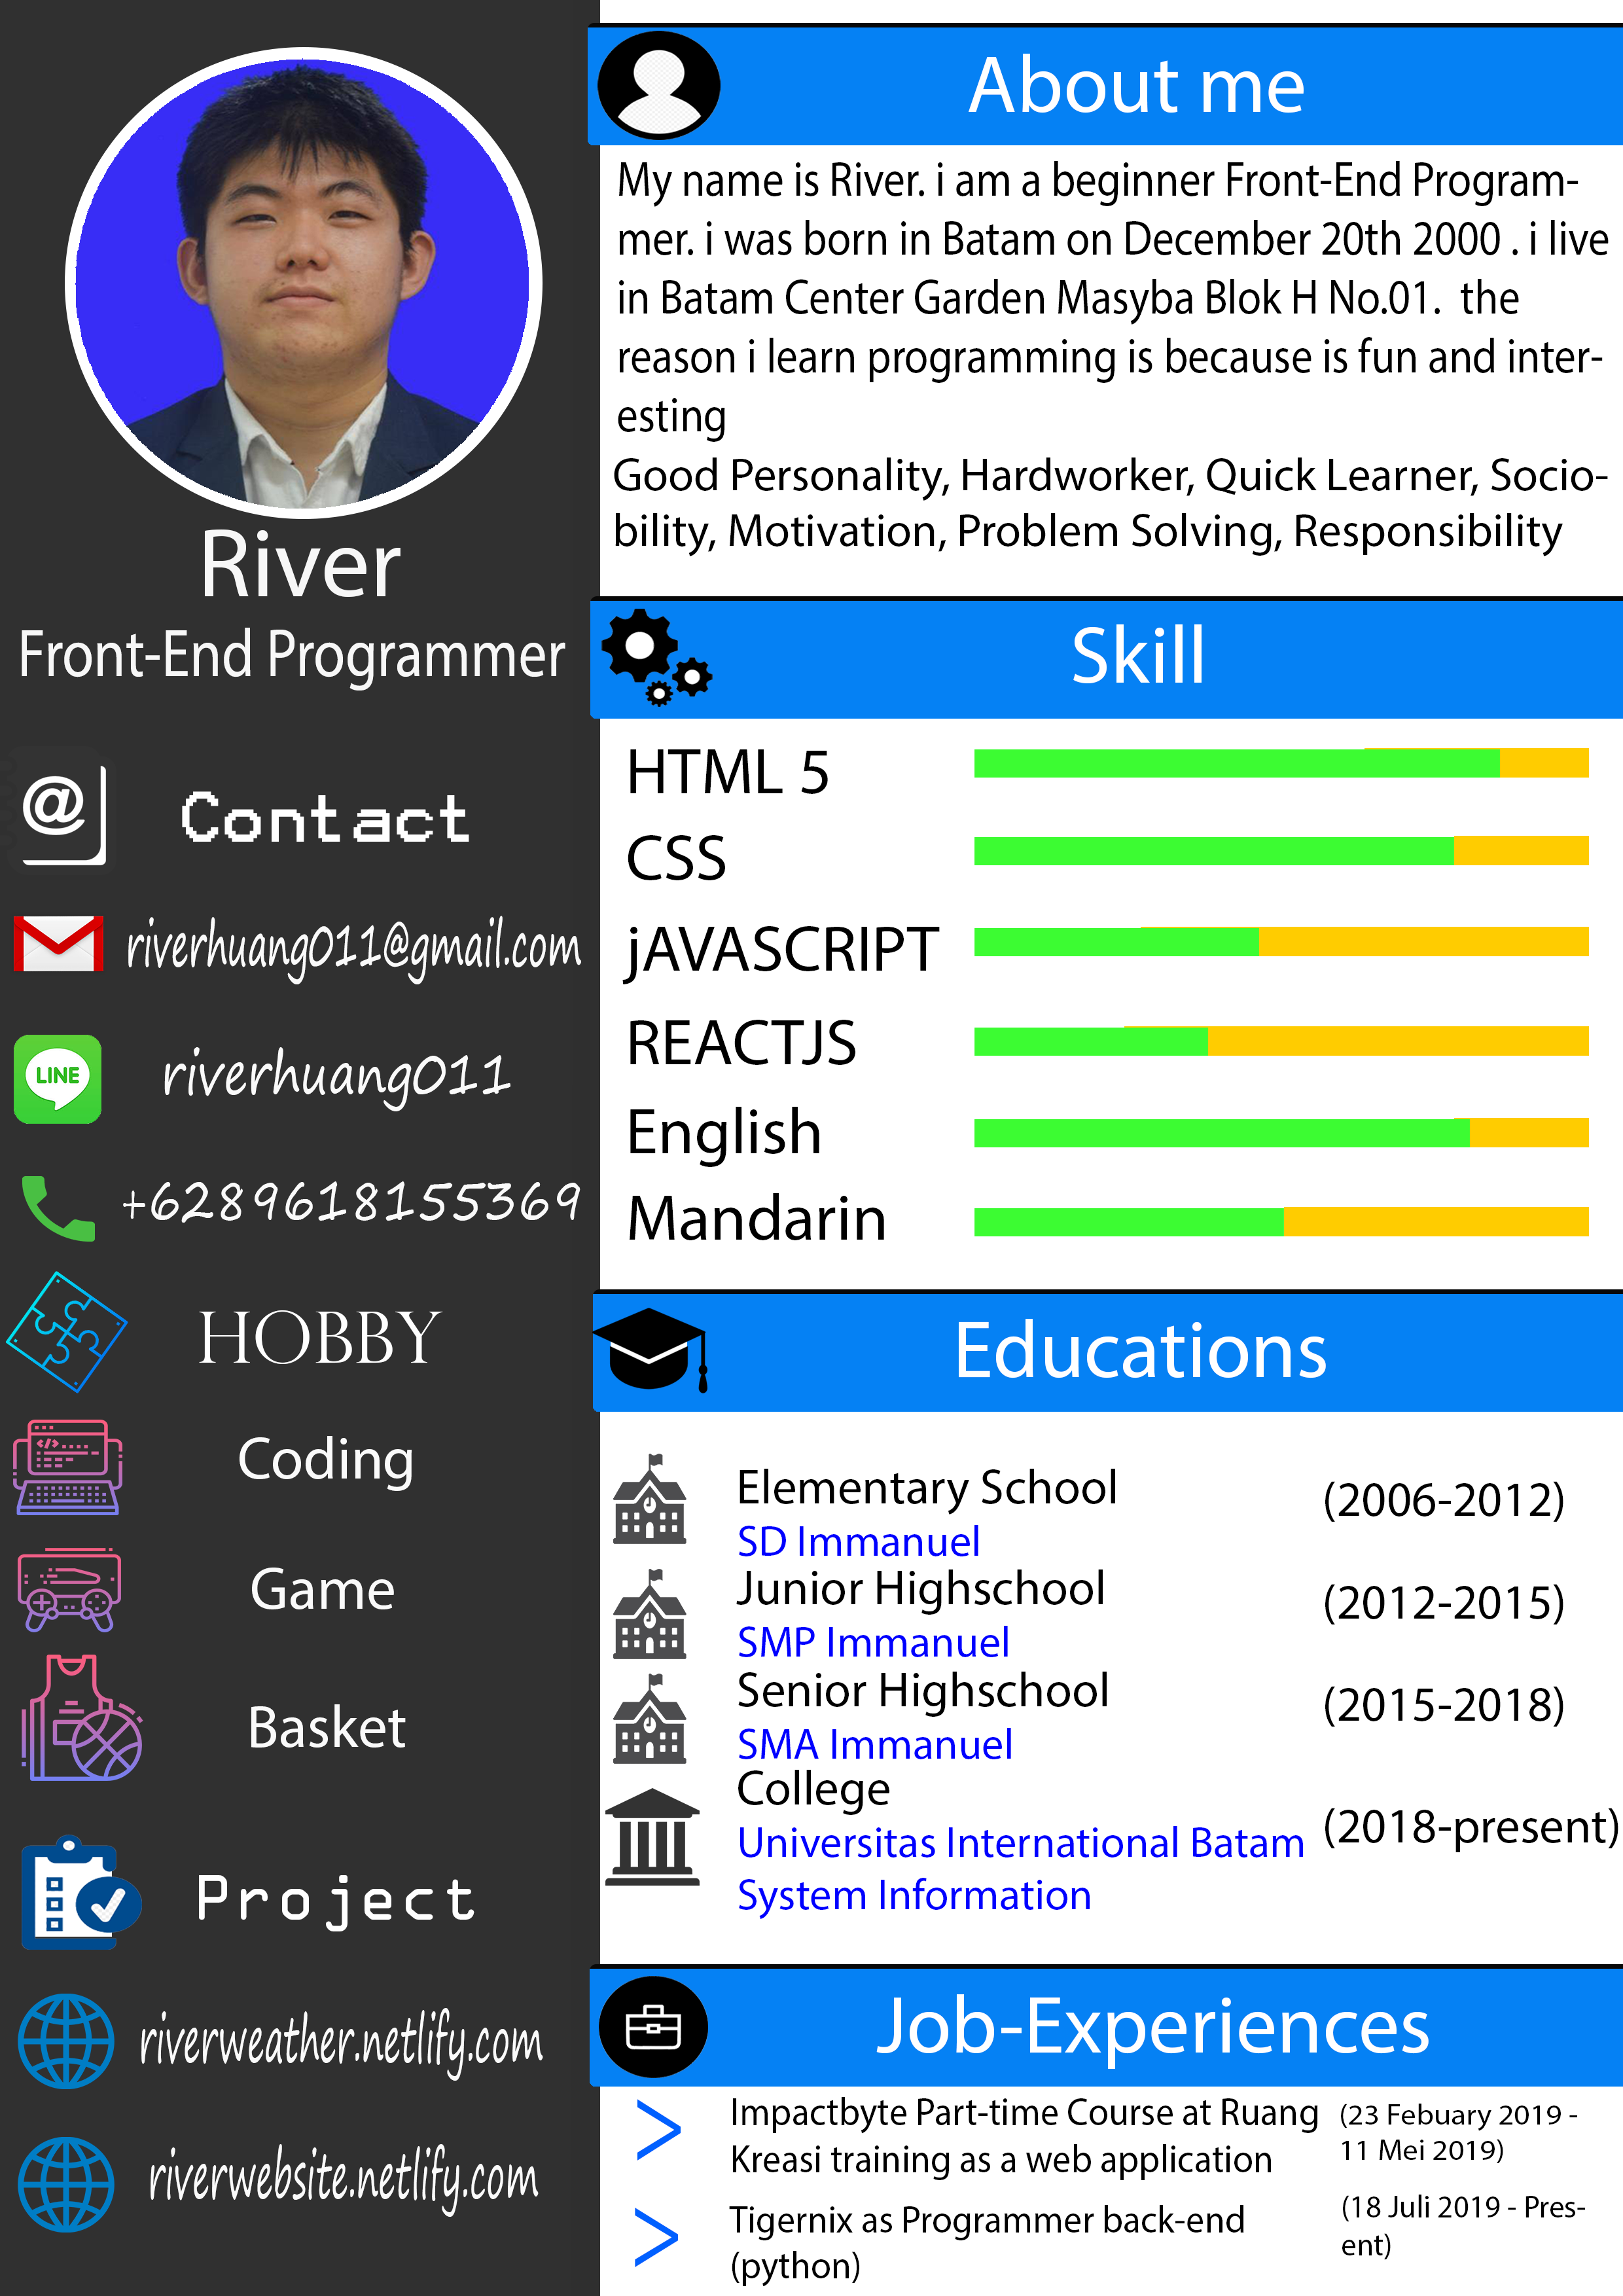 River
Front-End Programmer
@
Contact
riverhuang011@gmail.com
LINE
riverhuang011
+6289618155369
HOBBY
Coding
Game
Basket
Project
riverweather.netlify.com
riverwebsite.netlify.com
About me
My name is River. i am a beginner Front-End Program-
mer. i was born in Batam on December 20th 2000 . i live
in Batam Center Garden Masyba Blok H No.01.  the
reason i learn programming is because is fun and inter-
esting
Good Personality, Hardworker, Quick Learner, Socio-
bility, Motivation, Problem Solving, Responsibility
Skill
HTML 5
CSS
jAVASCRIPT
REACTJS
English
Mandarin
Educations
Elementary School (2006-2012)
SD Immanuel
Junior Highschool (2012-2015)
SMP Immanuel
Senior Highschool (2015-2018)
SMA Immanuel
College
Universitas International Batam (2018-present)
System Information
Job-Experiences
> Impactbyte Part-time Course at Ruang (23 Febuary 2019 -
Kreasi training as a web application 11 Mei 2019)
> Tigernix as Programmer back-end (18 Juli 2019 - Pres-
(python) ent)